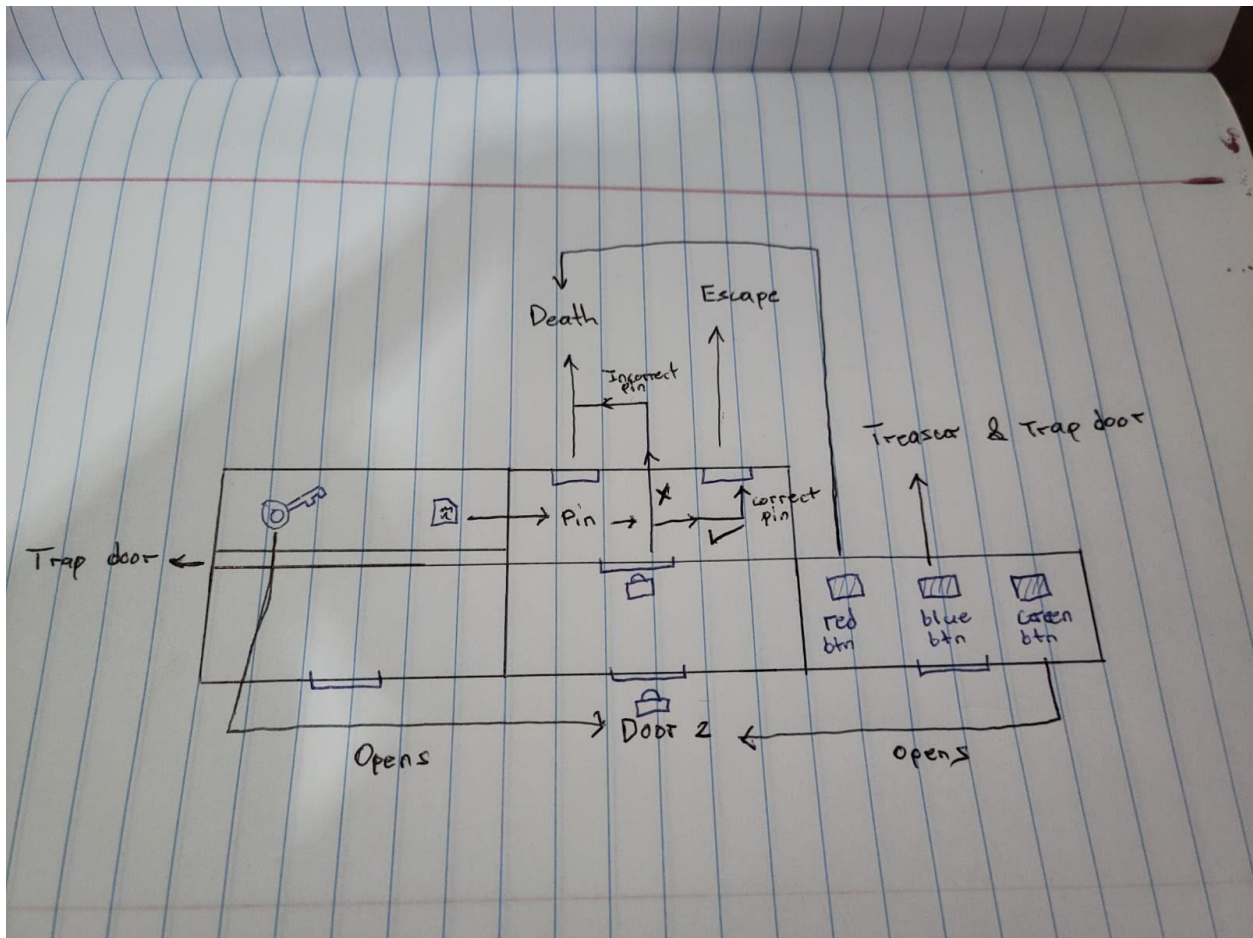 Death
Escape
Incorrect
pin
Treasour & Trap door
π
pin
x
correct
pin
Trap door
red
btn
blue
btn
Green
btn
Door 2
Opens
opens